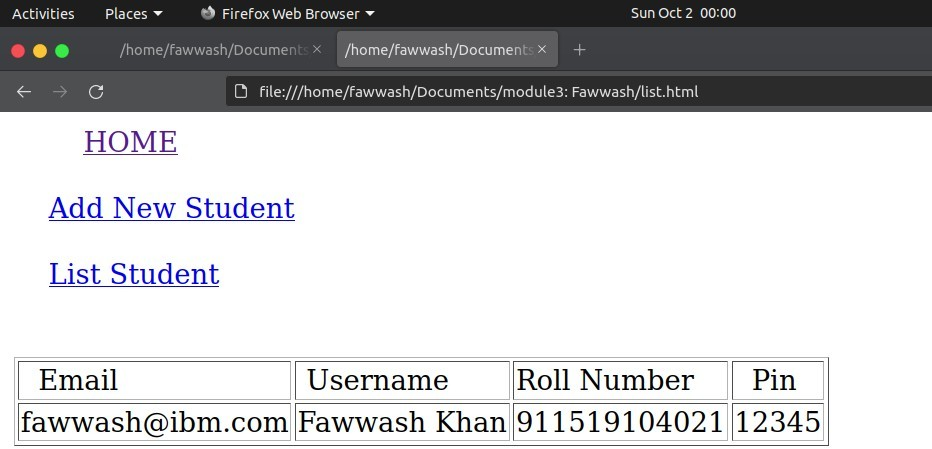 Activities Places Firefox Web Browser Sun Oct 2 00:00
/home/fawwash/Documents /home/fawwash/Documents
file:///home/fawwash/Documents/module3: Fawwash/list.html
HOME
Add New Student
List Student
Email Username Roll Number Pin
fawwash@ibm.com Fawwash Khan 911519104021 12345